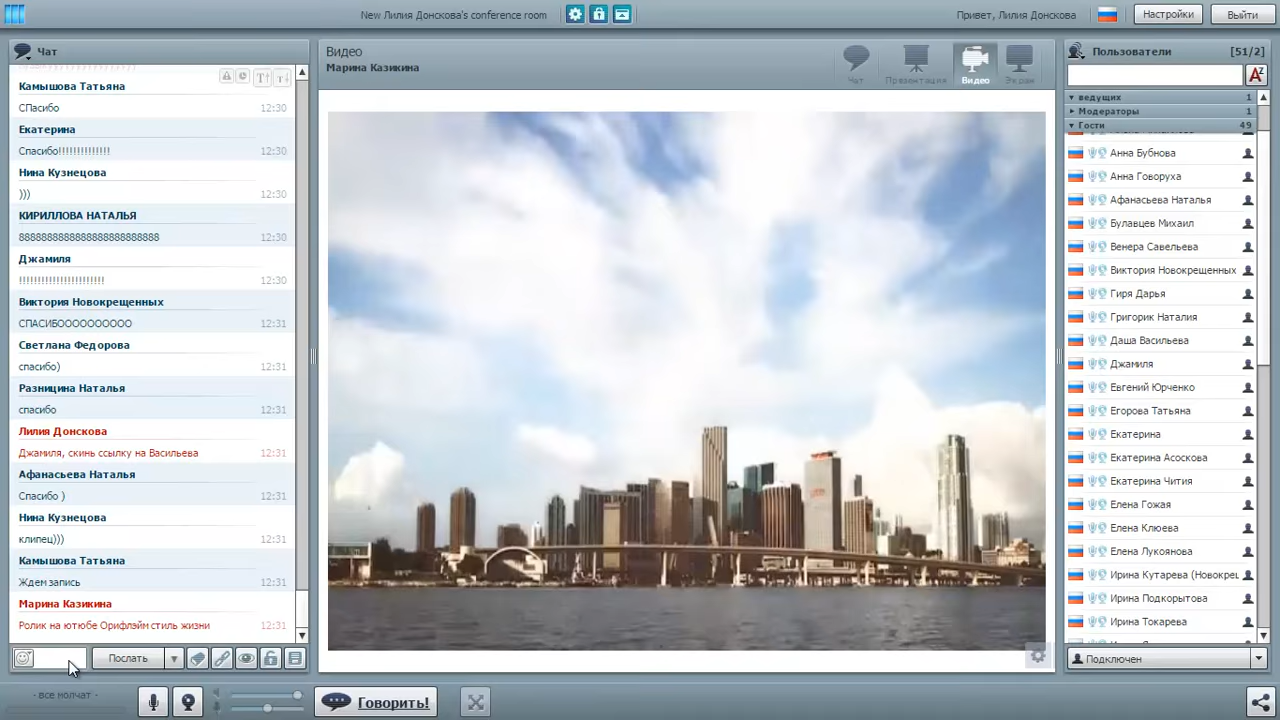 New Лилия Донскова's conference room
Привет, Лилия Донскова
Настройки
Выйти
Чат
Камышова Татьяна
СПасибо 12:30
Екатерина
Спасибо!!!!!!!!!!!!!! 12:30
Нина Кузнецова
))) 12:30
КИРИЛЛОВА НАТАЛЬЯ
8888888888888888888888888 12:30
Джамиля
!!!!!!!!!!!!!!!!!!!!!!! 12:30
Виктория Новокрещенных
СПАСИБОООООООООО 12:31
Светлана Федорова
спасибо) 12:31
Разницина Наталья
спасибо 12:31
Лилия Донскова
Джамиля, скинь ссылку на Васильева 12:31
Афанасьева Наталья
Спасибо ) 12:31
Нина Кузнецова
клипец))) 12:31
Камышова Татьяна
Ждем запись 12:31
Марина Казикина
Ролик на ютюбе Орифлэйм стиль жизни 12:31
Послать
- все молчат -
Говорить!
Видео
Марина Казикина
Чат
Презентация
Видео
Экран
Пользователи [51/2]
ведущих 1
Модераторы 1
Гости 49
Анна Бубнова
Анна Говоруха
Афанасьева Наталья
Булавцев Михаил
Венера Савельева
Виктория Новокрещенных
Гиря Дарья
Григорик Наталия
Даша Васильева
Джамиля
Евгений Юрченко
Егорова Татьяна
Екатерина
Екатерина Асоскова
Екатерина Чития
Елена Гожая
Елена Клюева
Елена Лукоянова
Ирина Кутарева (Новокрец
Ирина Подкорытова
Ирина Токарева
Подключен